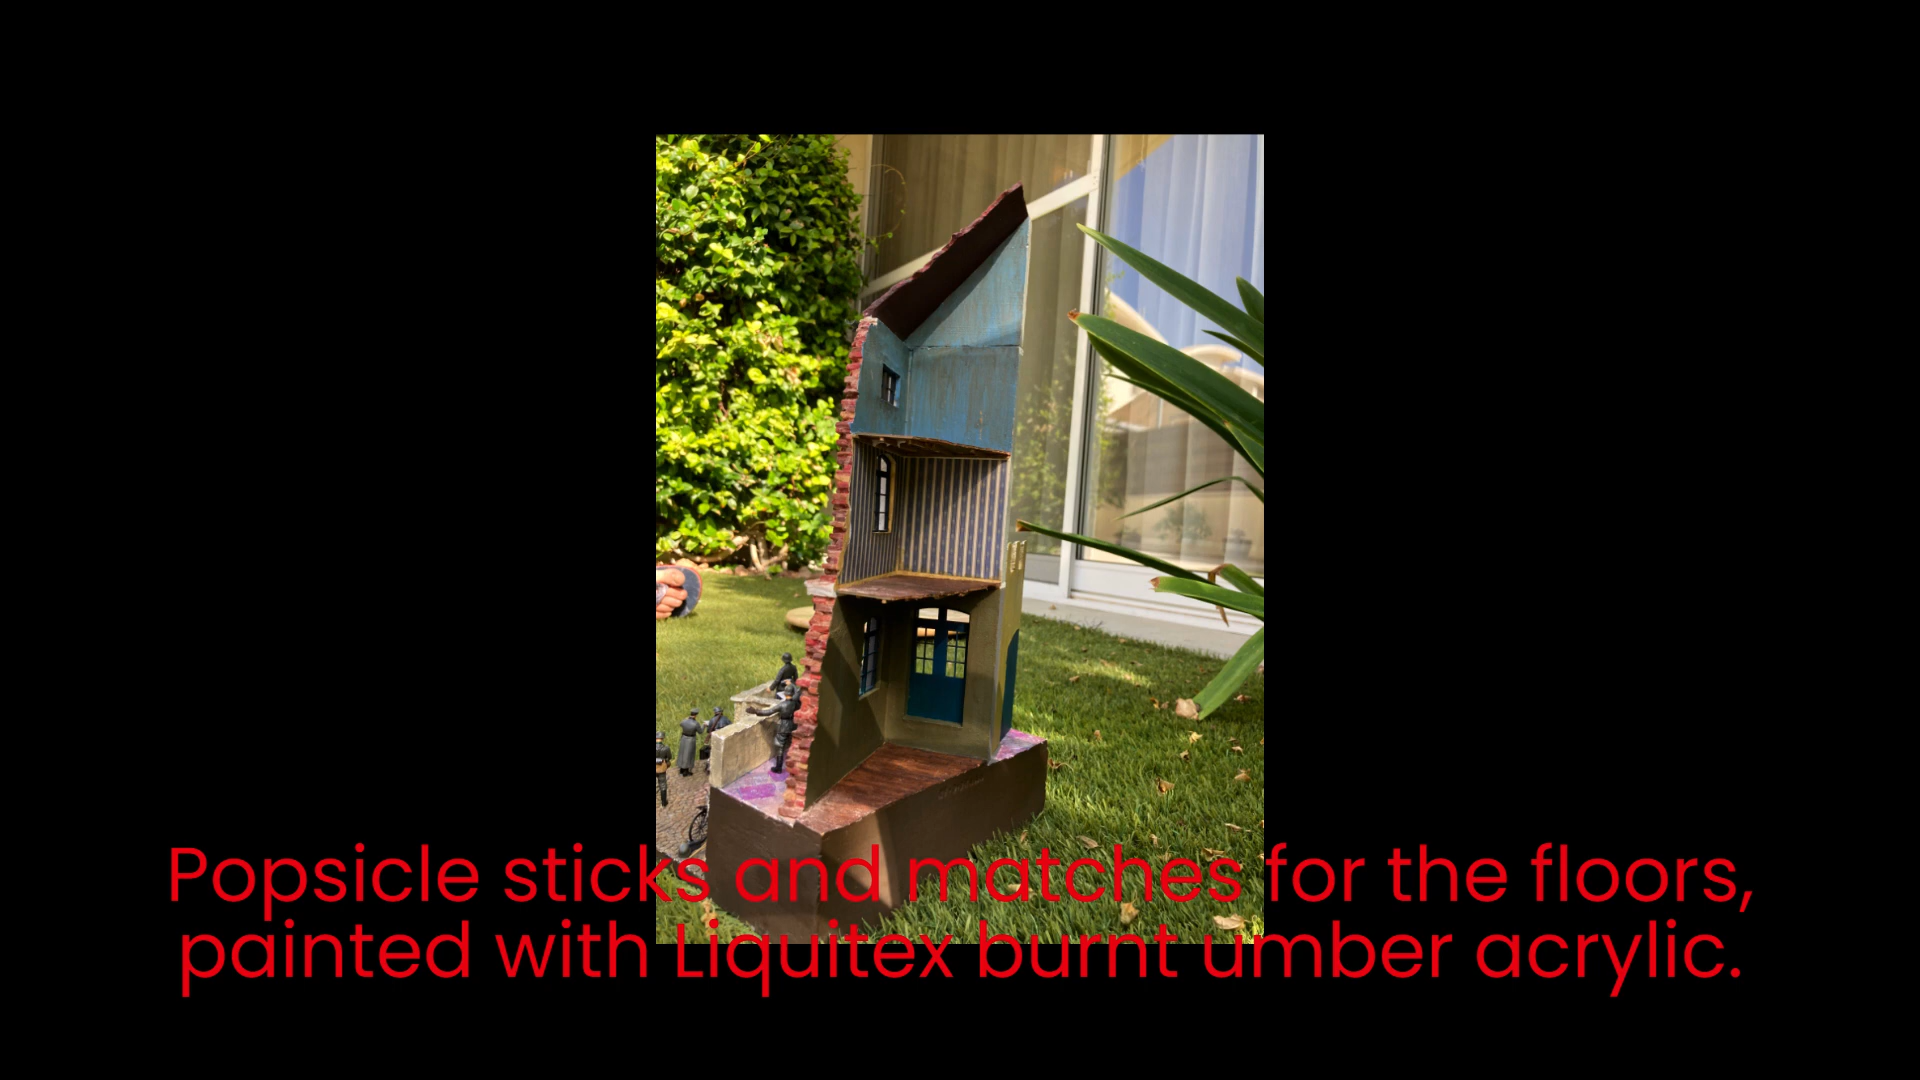 Popsicle sticks and matches for the floors,
painted with Liquitex burnt umber acrylic.